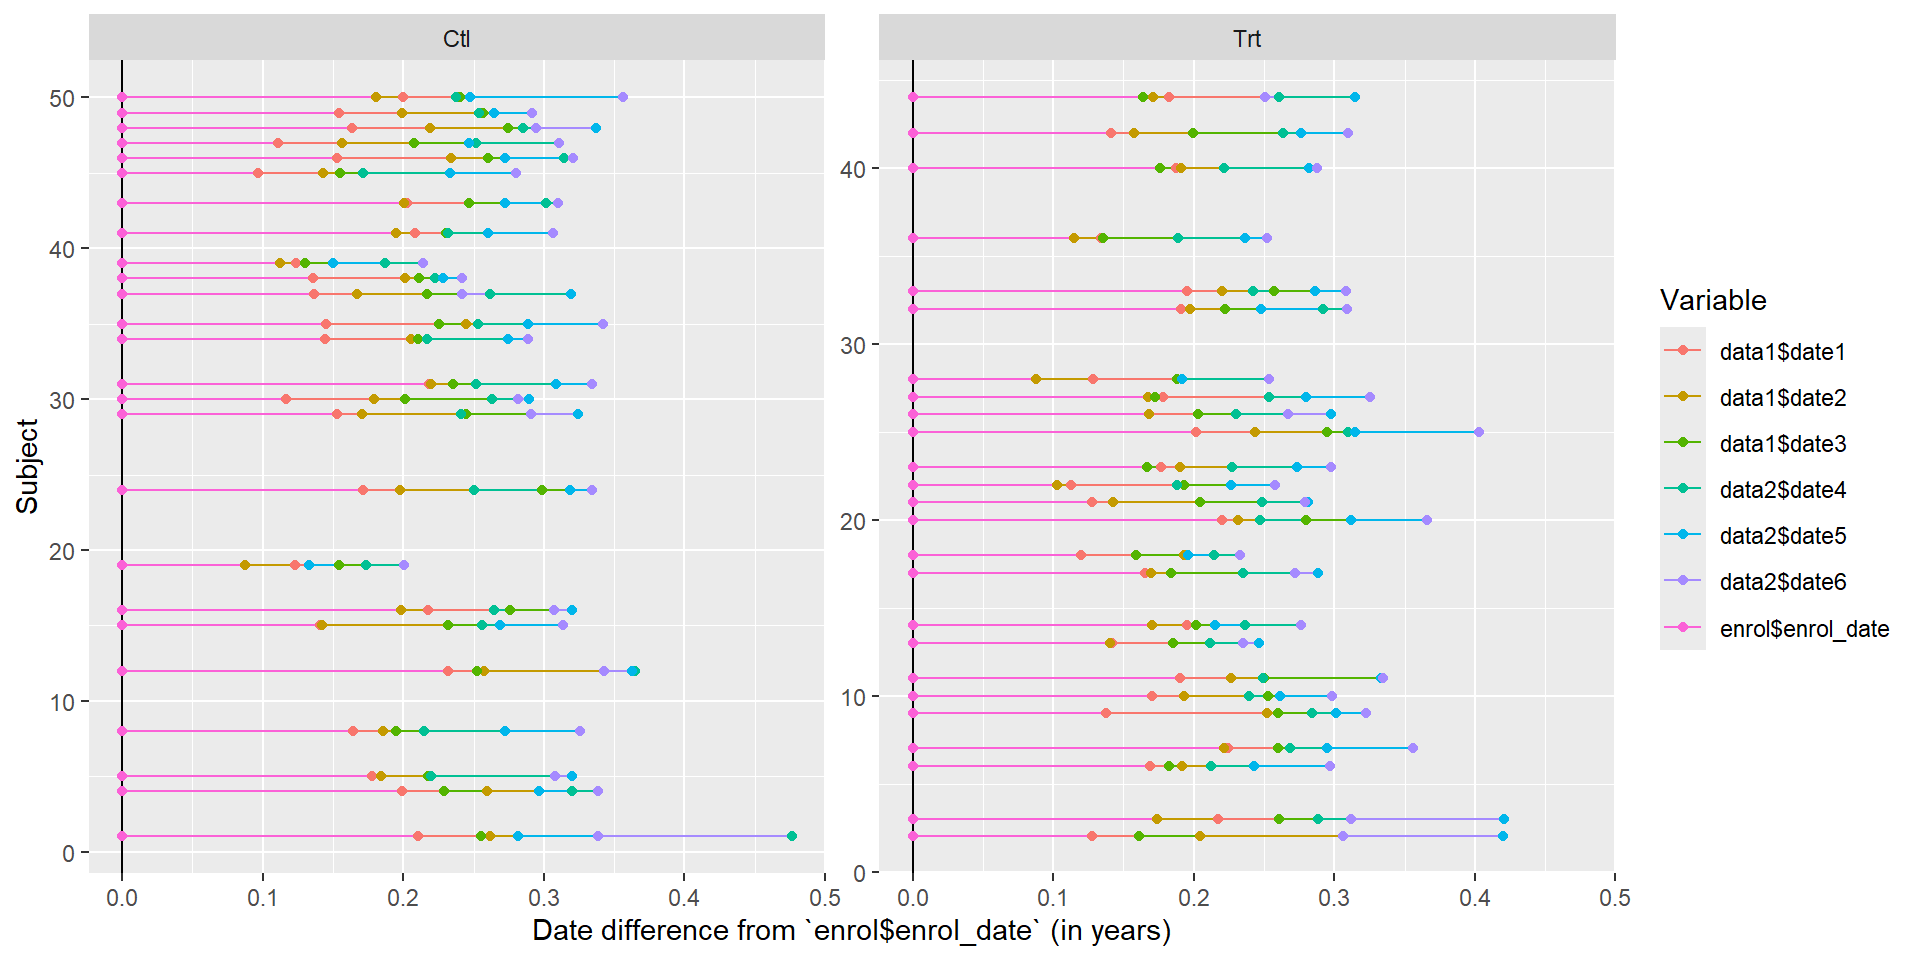 Ctl
Trt
50
40
30
20
10
0
40
30
20
10
0
Subject
0.0 0.1 0.2 0.3 0.4 0.5
0.0 0.1 0.2 0.3 0.4 0.5
Date difference from `enrol$enrol_date` (in years)
Variable
data1$date1
data1$date2
data1$date3
data2$date4
data2$date5
data2$date6
enrol$enrol_date